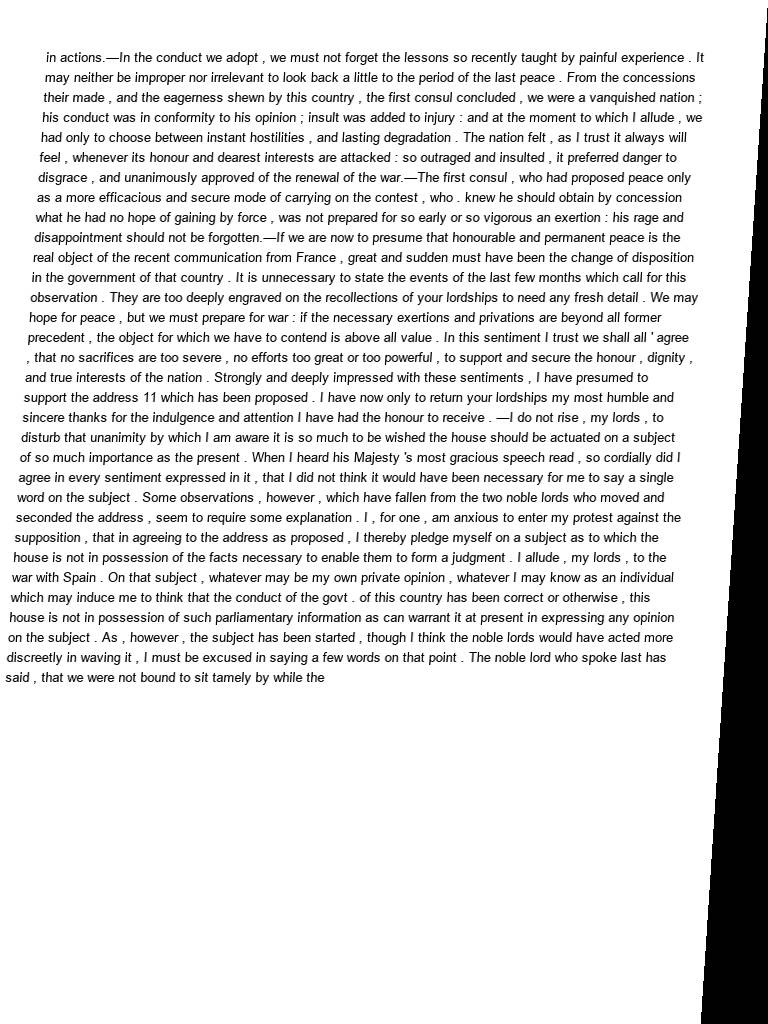 in actions.—In the conduct we adopt , we must not forget the lessons so recently taught by painful experience . It
may neither be improper nor irrelevant to look back a little to the period of the last peace . From the concessions
their made , and the eagerness shewn by this country , the first consul concluded , we were a vanquished nation ;
his conduct was in conformity to his opinion ; insult was added to injury : and at the moment to which I allude , we
had only to choose between instant hostilities , and lasting degradation . The nation felt , as I trust it always will
feel , whenever its honour and dearest interests are attacked : so outraged and insulted , it preferred danger to
disgrace , and unanimously approved of the renewal of the war.—The first consul , who had proposed peace only
as a more efficacious and secure mode of carrying on the contest , who . knew he should obtain by concession
what he had no hope of gaining by force , was not prepared for so early or so vigorous an exertion : his rage and
disappointment should not be forgotten.—If we are now to presume that honourable and permanent peace is the
real object of the recent communication from France , great and sudden must have been the change of disposition
in the government of that country . It is unnecessary to state the events of the last few months which call for this
observation . They are too deeply engraved on the recollections of your lordships to need any fresh detail . We may
hope for peace , but we must prepare for war : if the necessary exertions and privations are beyond all former
precedent , the object for which we have to contend is above all value . In this sentiment I trust we shall all ' agree
, that no sacrifices are too severe , no efforts too great or too powerful , to support and secure the honour , dignity ,
and true interests of the nation . Strongly and deeply impressed with these sentiments , I have presumed to
support the address 11 which has been proposed . I have now only to return your lordships my most humble and
sincere thanks for the indulgence and attention I have had the honour to receive . —I do not rise , my lords , to
disturb that unanimity by which I am aware it is so much to be wished the house should be actuated on a subject
of so much importance as the present . When I heard his Majesty 's most gracious speech read , so cordially did I
agree in every sentiment expressed in it , that I did not think it would have been necessary for me to say a single
word on the subject . Some observations , however , which have fallen from the two noble lords who moved and
seconded the address , seem to require some explanation . I , for one , am anxious to enter my protest against the
supposition , that in agreeing to the address as proposed , I thereby pledge myself on a subject as to which the
house is not in possession of the facts necessary to enable them to form a judgment . I allude , my lords , to the
war with Spain . On that subject , whatever may be my own private opinion , whatever I may know as an individual
which may induce me to think that the conduct of the govt . of this country has been correct or otherwise , this
house is not in possession of such parliamentary information as can warrant it at present in expressing any opinion
on the subject . As , however , the subject has been started , though I think the noble lords would have acted more
discreetly in waving it , I must be excused in saying a few words on that point . The noble lord who spoke last has
said , that we were not bound to sit tamely by while the